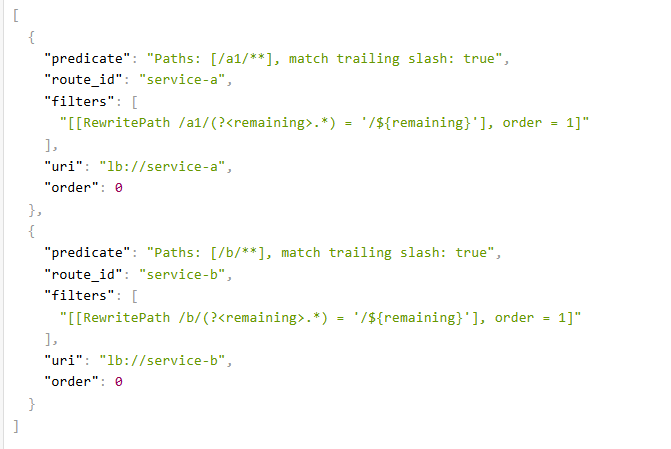 [
  {
    "predicate": "Paths: [/a1/**], match trailing slash: true",
    "route_id": "service-a",
    "filters": [
      "[[RewritePath /a1/(?<remaining>.*) = '/${remaining}'], order = 1]"
    ],
    "uri": "lb://service-a",
    "order": 0
  },
  {
    "predicate": "Paths: [/b/**], match trailing slash: true",
    "route_id": "service-b",
    "filters": [
      "[[RewritePath /b/(?<remaining>.*) = '/${remaining}'], order = 1]"
    ],
    "uri": "lb://service-b",
    "order": 0
  }
]